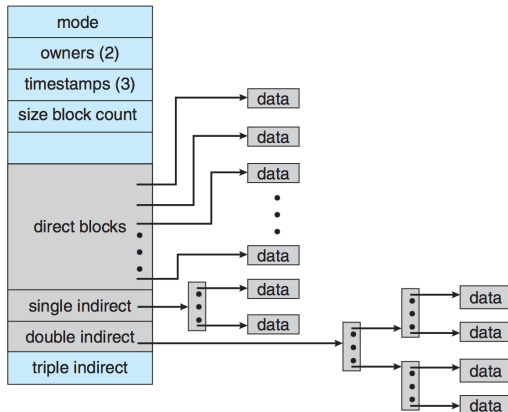 mode
owners (2)
timestamps (3)
size block count
data
data
data
direct blocks
data
data
single indirect
data
double indirect
triple indirect
data
data
data
data